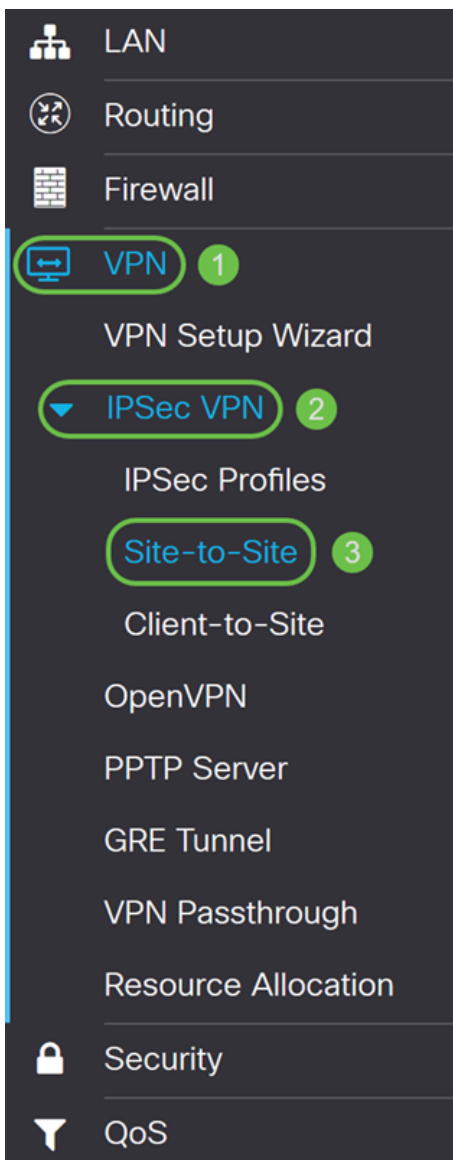 LAN
Routing
Firewall
VPN 1
VPN Setup Wizard
IPSec VPN 2
IPSec Profiles
Site-to-Site 3
Client-to-Site
OpenVPN
PPTP Server
GRE Tunnel
VPN Passthrough
Resource Allocation
Security
QoS